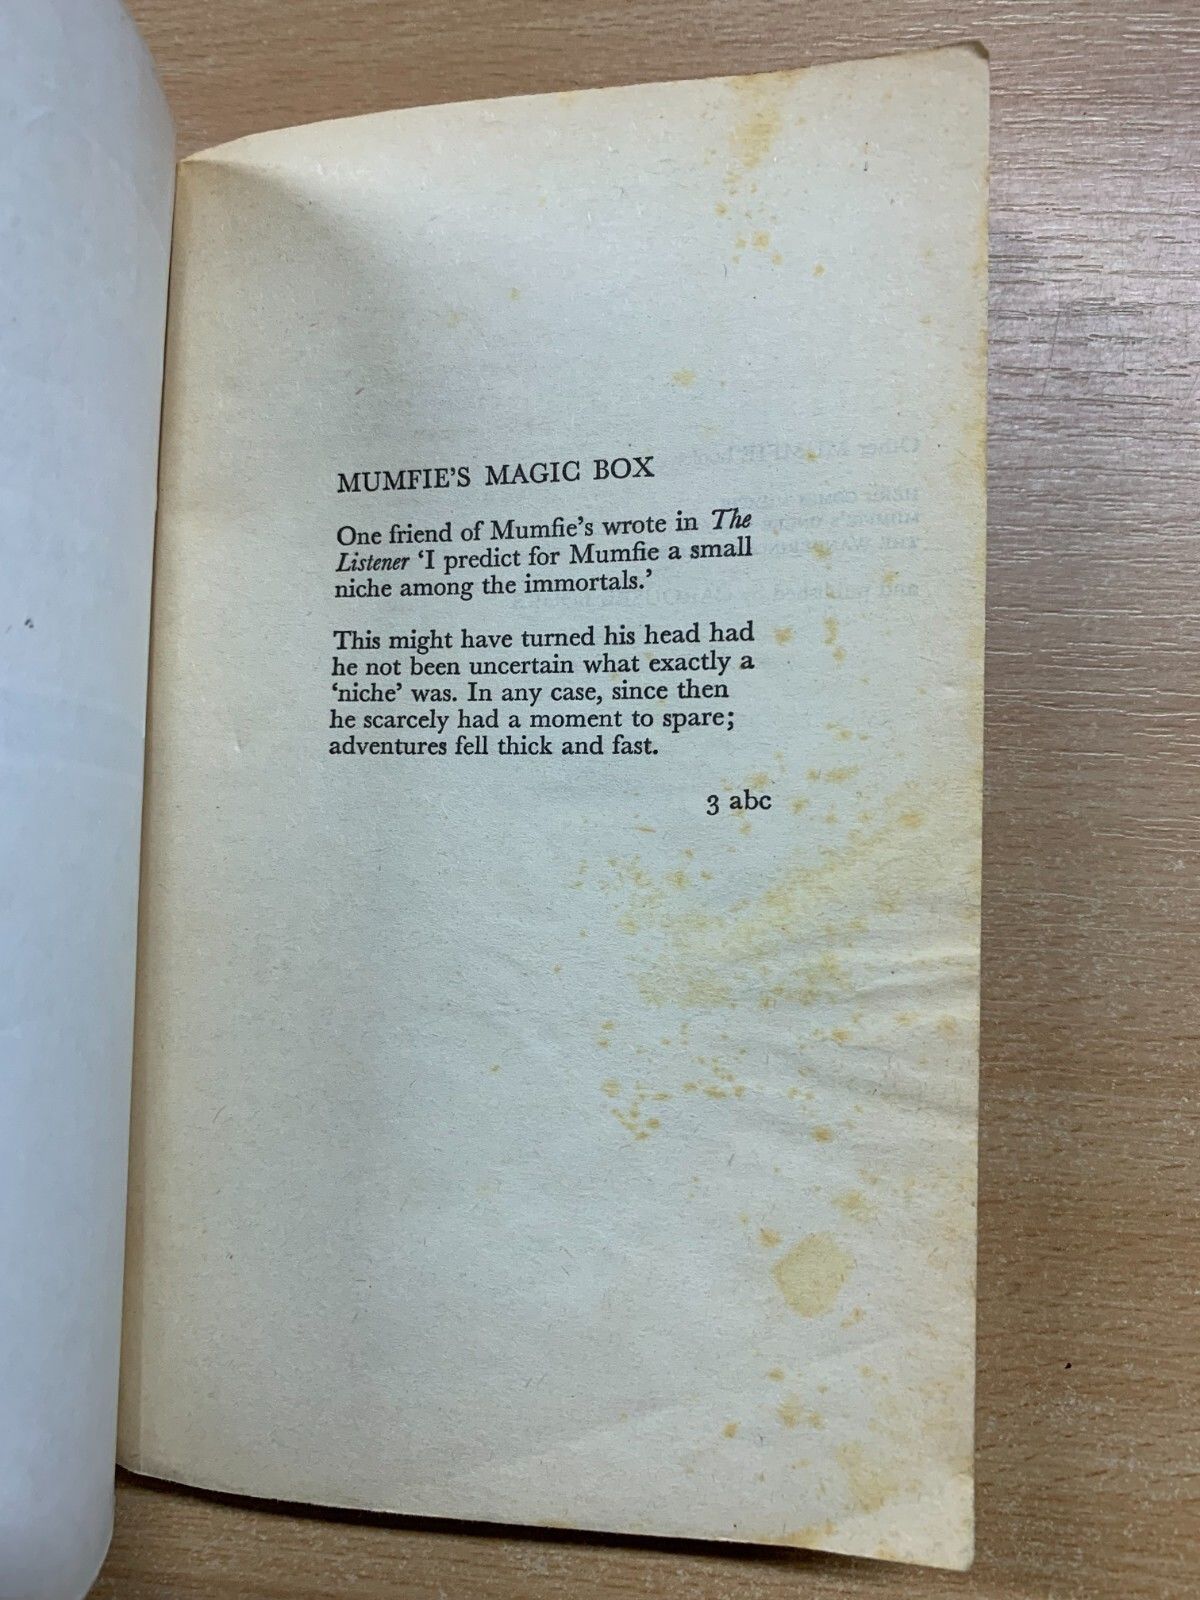 MUMFIE'S MAGIC BOX
One friend of Mumfie's wrote in The
Listener ‘I predict for Mumfie a small
niche among the immortals.’
This might have turned his head had
he not been uncertain what exactly a
‘niche’ was. In any case, since then
he scarcely had a moment to spare;
adventures fell thick and fast.
3 abc